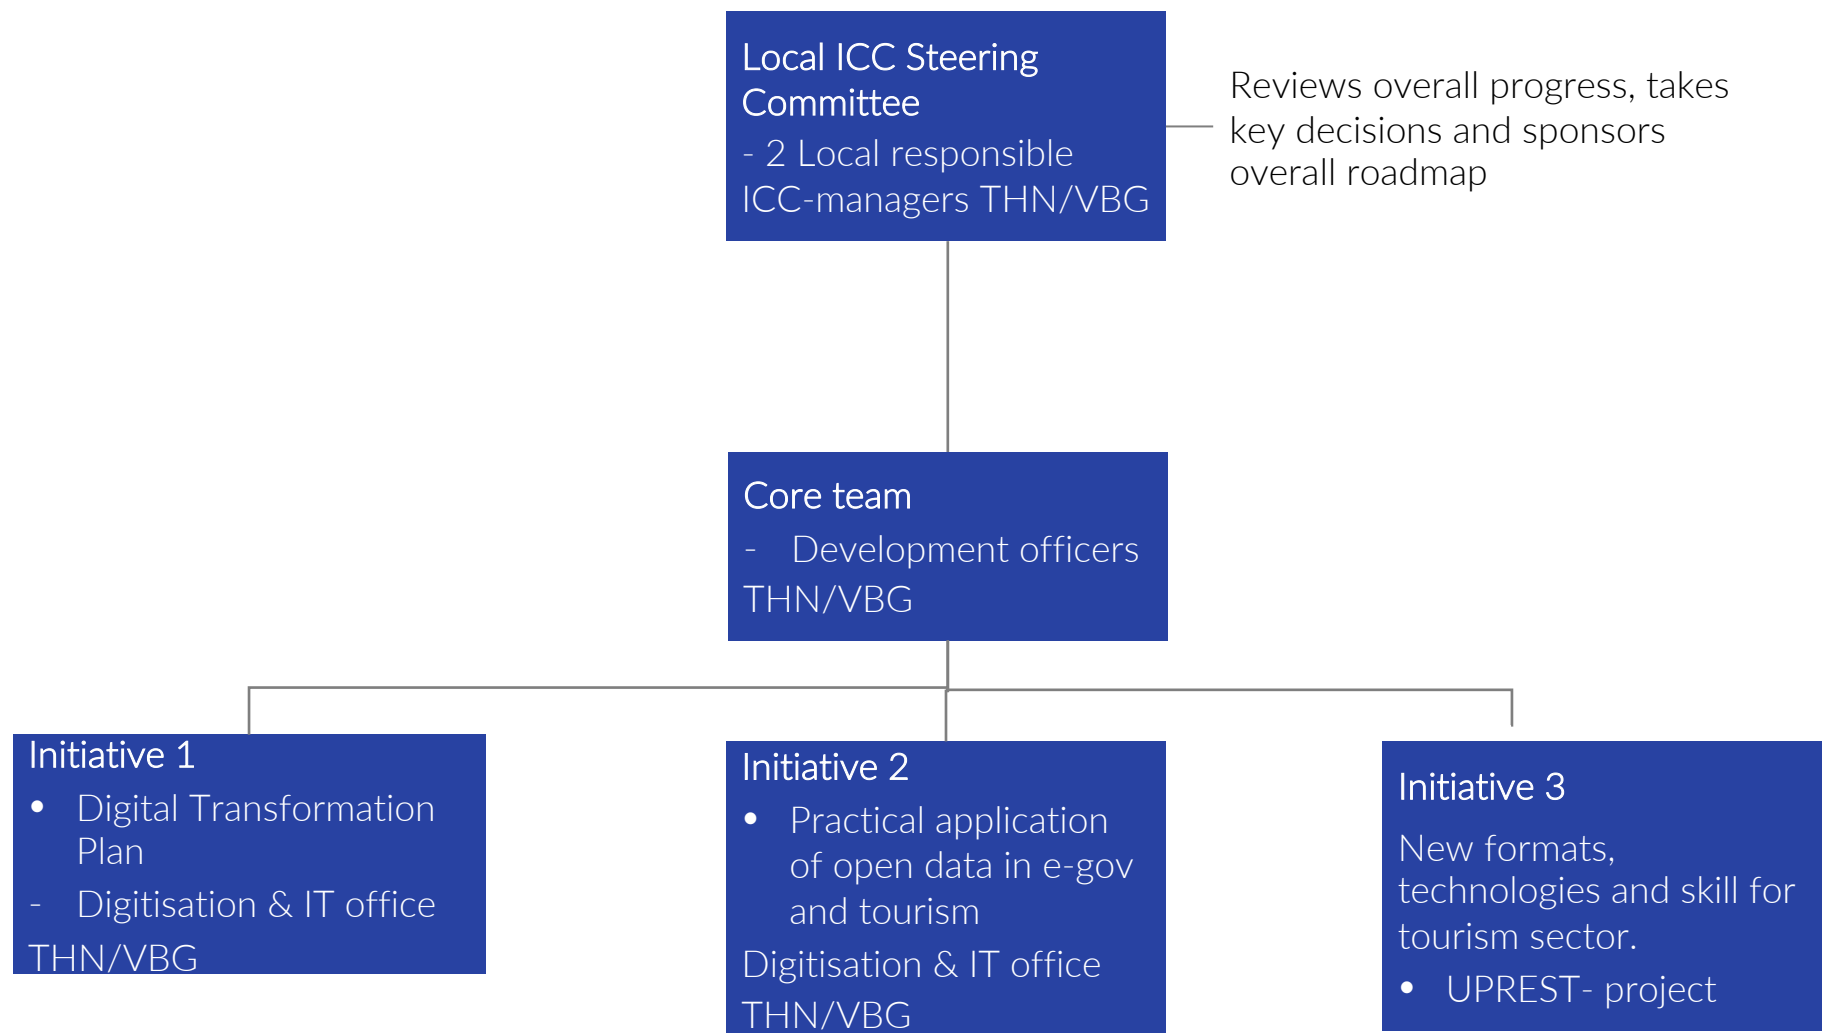 Local ICC Steering
Committee
- 2 Local responsible
ICC-managers THN/VBG
Reviews overall progress, takes
key decisions and sponsors
overall roadmap
Core team
- Development officers
THN/VBG
Initiative 1
• Digital Transformation
Plan
- Digitisation & IT office
THN/VBG
Initiative 2
• Practical application
of open data in e-gov
and tourism
Digitisation & IT office
THN/VBG
Initiative 3
New formats,
technologies and skill for
tourism sector.
• UPREST- project